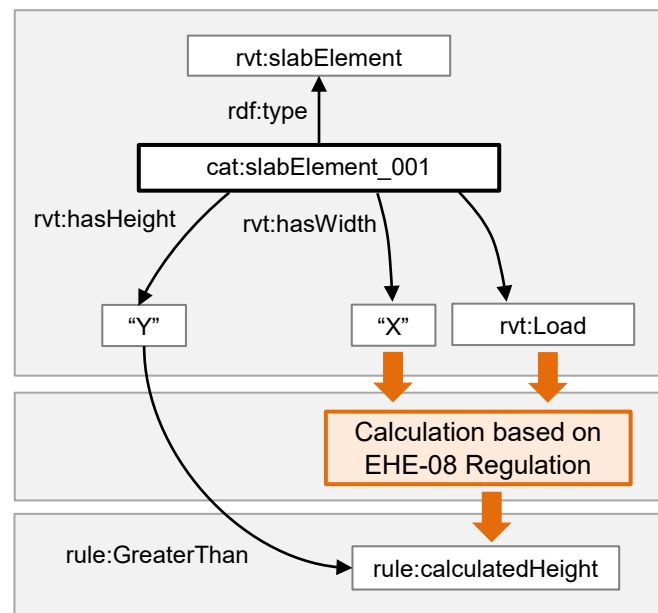 rvt:slabElement
rdf:type
cat:slabElement_001
rvt:hasHeight
rvt:hasWidth
“Y”
“X”
rvt:Load
Calculation based on
EHE-08 Regulation
rule:GreaterThan
rule:calculatedHeight